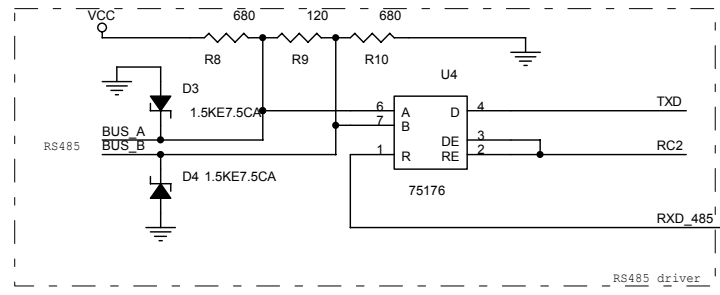 VCC 680 120 680
R8 R9 R10
U4
D3
1.5KE7.5CA
6 A D 4 TXD
7 B
BUS_A
RS485
BUS_B
DE 3
1 R RE 2 RC2
D4 1.5KE7.5CA
75176
RXD_485
RS485 driver